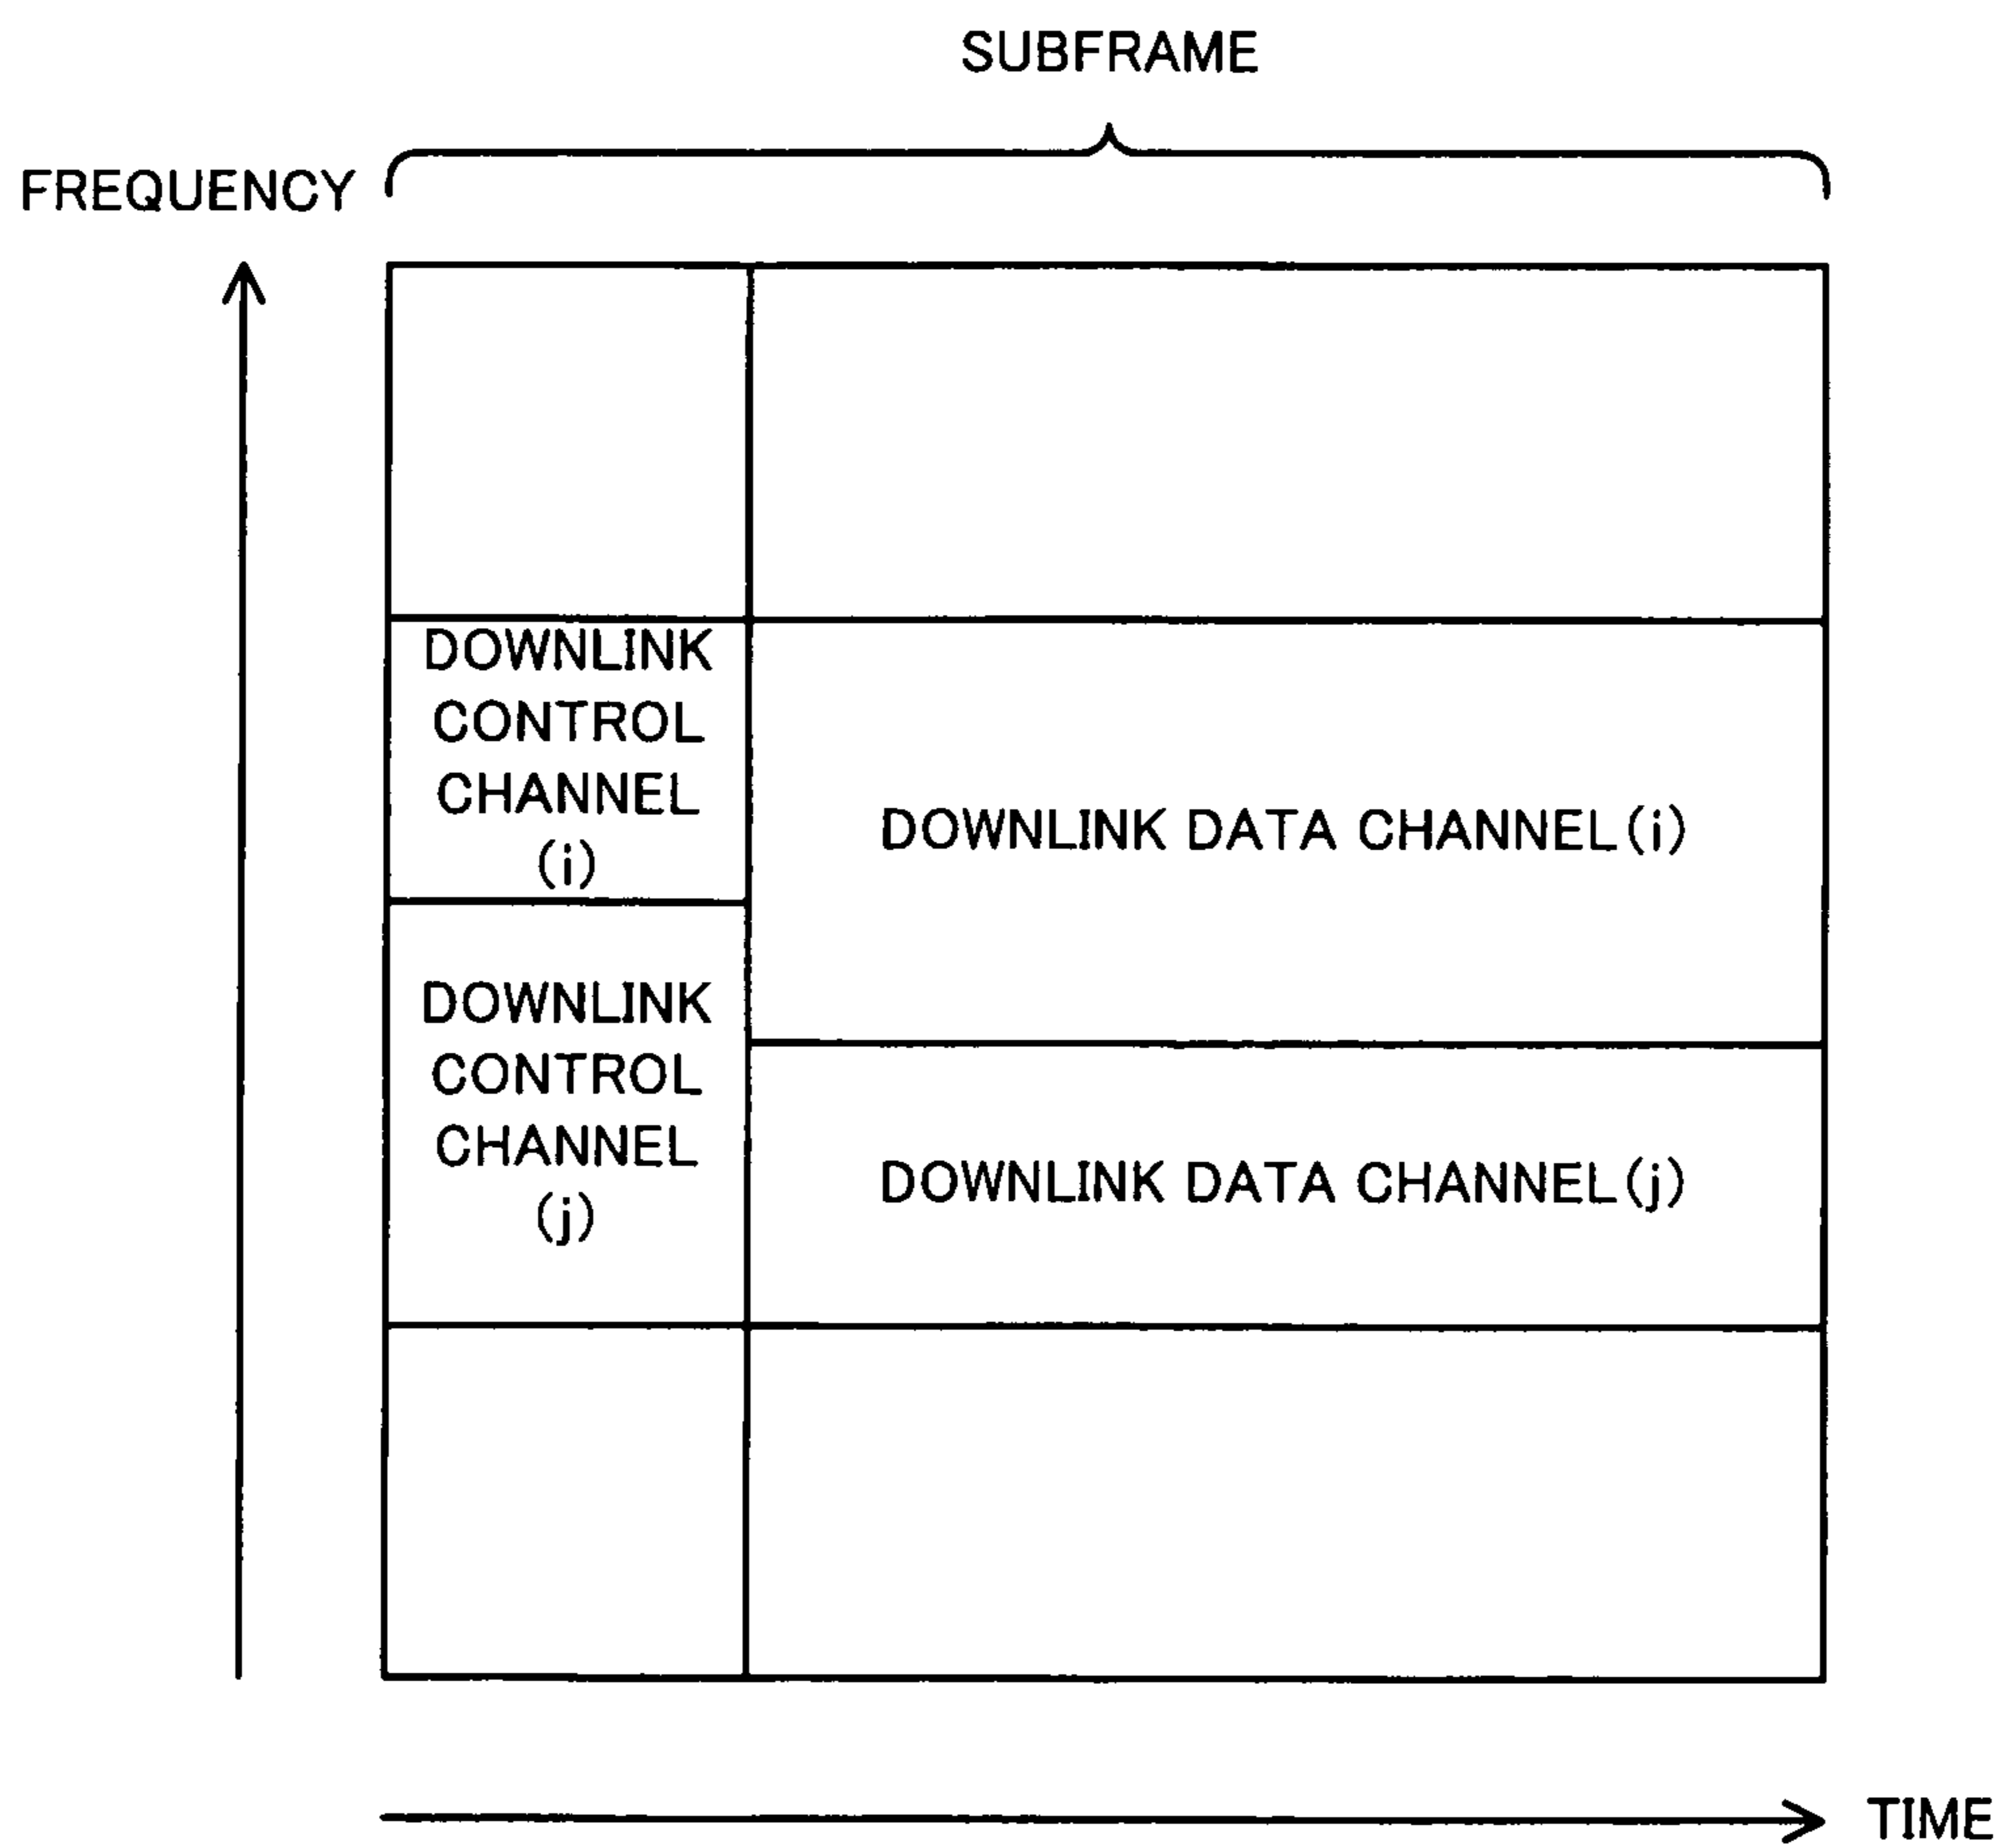 SUBFRAME
FREQUENCY
DOWNLINK
CONTROL
CHANNEL
(i)
DOWNLINK DATA CHANNEL(i)
DOWNLINK
CONTROL
CHANNEL
(j)
DOWNLINK DATA CHANNEL(j)
TIME